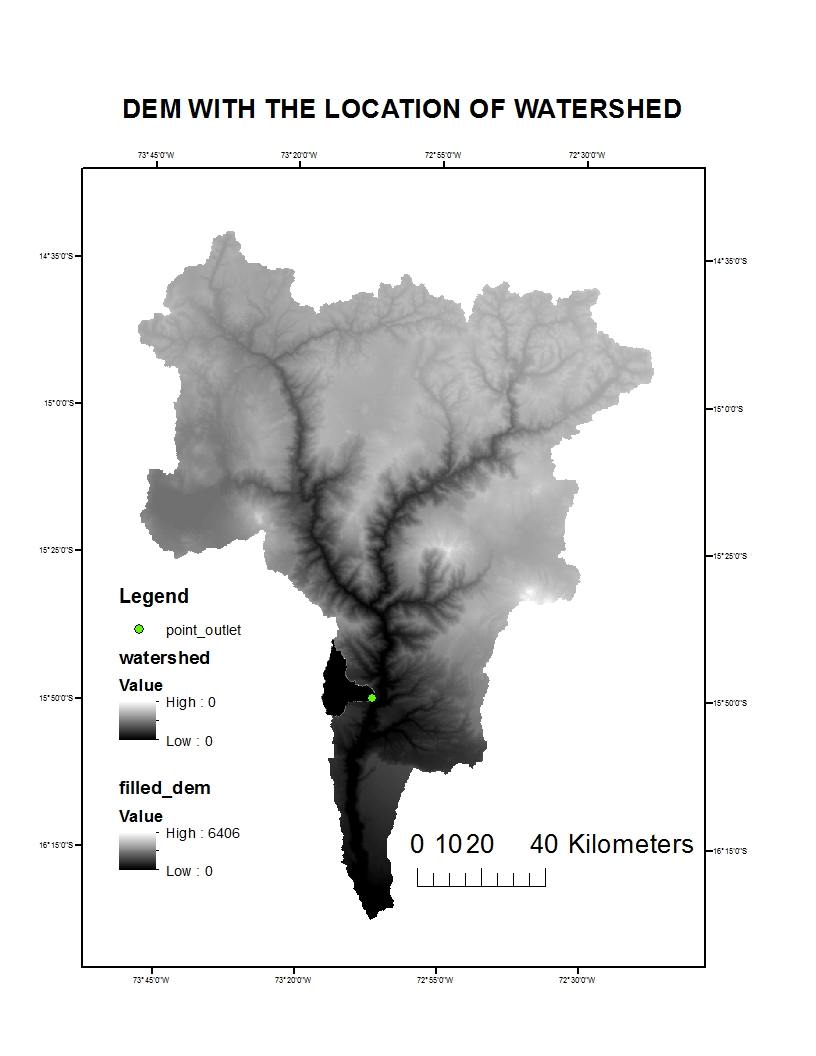 DEM WITH THE LOCATION OF WATERSHED
73°45'0"W 73°20'0"W 72°55'0"W 72°30'0"W
14°35'0"S 14°35'0"S
15°0'0"S 15°0'0"S
15°25'0"S 15°25'0"S
Legend
point_outlet
watershed
Value
15°50'0"S High : 0 15°50'0"S
Low : 0
filled_dem
Value
High : 6406
16°15'0"S 0 10 20 40 Kilometers 16°15'0"S
Low : 0
73°45'0"W 73°20'0"W 72°55'0"W 72°30'0"W